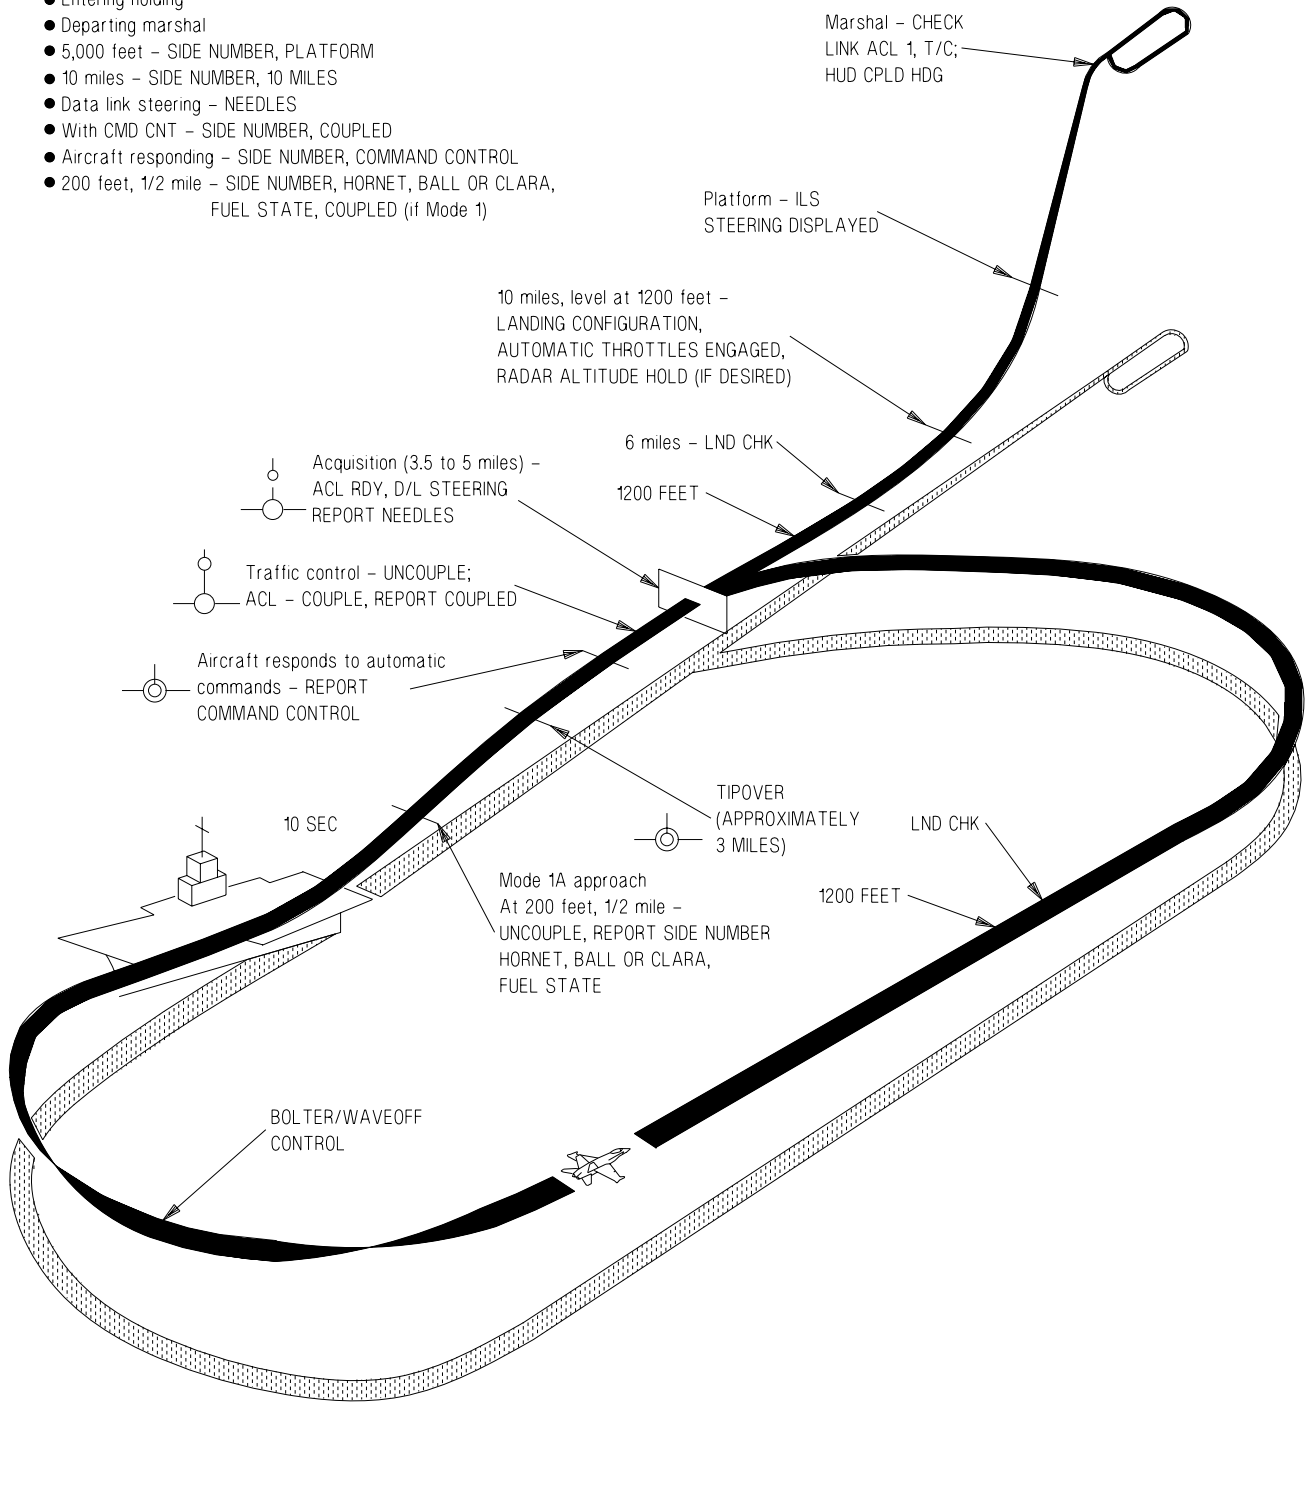 ● Entering holding
● Departing marshal
● 5,000 feet – SIDE NUMBER, PLATFORM
● 10 miles – SIDE NUMBER, 10 MILES
● Data link steering – NEEDLES
● With CMD CNT – SIDE NUMBER, COUPLED
● Aircraft responding – SIDE NUMBER, COMMAND CONTROL
● 200 feet, 1/2 mile – SIDE NUMBER, HORNET, BALL OR CLARA,
FUEL STATE, COUPLED (if Mode 1)
Marshal – CHECK
LINK ACL 1, T/C;
HUD CPLD HDG
Platform – ILS
STEERING DISPLAYED
10 miles, level at 1200 feet –
LANDING CONFIGURATION,
AUTOMATIC THROTTLES ENGAGED,
RADAR ALTITUDE HOLD (IF DESIRED)
6 miles – LND CHK
1200 FEET
Acquisition (3.5 to 5 miles) –
ACL RDY, D/L STEERING
REPORT NEEDLES
Traffic control – UNCOUPLE;
ACL – COUPLE, REPORT COUPLED
Aircraft responds to automatic
commands – REPORT
COMMAND CONTROL
TIPOVER
(APPROXIMATELY
3 MILES)
10 SEC
LND CHK
1200 FEET
Mode 1A approach
At 200 feet, 1/2 mile –
UNCOUPLE, REPORT SIDE NUMBER
HORNET, BALL OR CLARA,
FUEL STATE
BOLTER/WAVEOFF
CONTROL